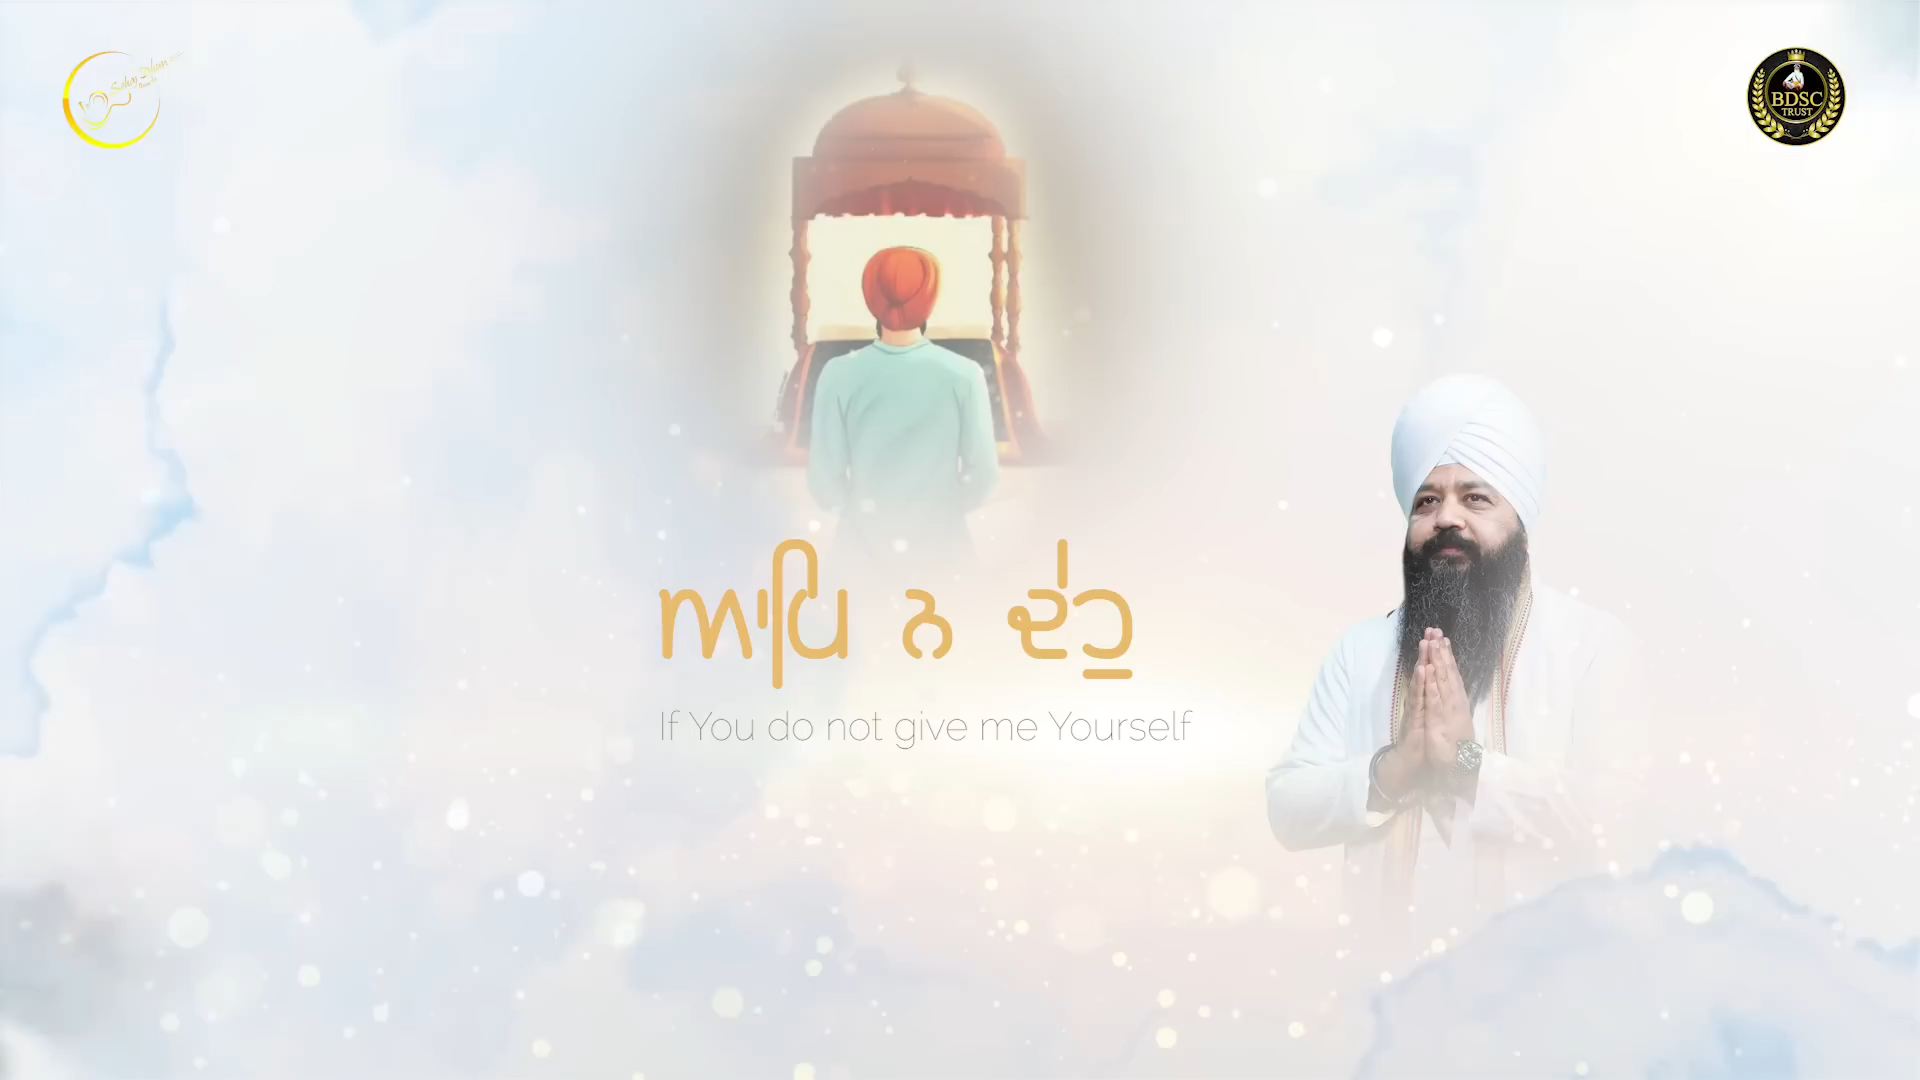 BDSC
TRUST
ਆਪਿ ਨ ਦੇਹੁ
If You do not give me Yourself